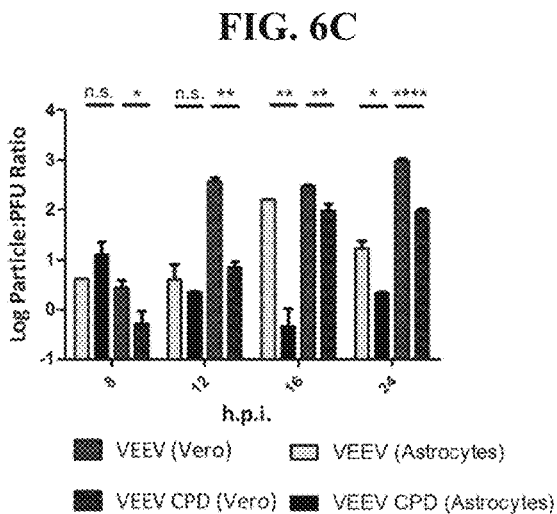 FIG. 6C
n.s. * n.s. ** ** ** * ****
4
3
2
1
0
-1
Log Particle:PFU Ratio
8 12 16 24
h.p.i.
VEEV (Vero) VEEV (Astrocytes)
VEEV CPD (Vero) VEEV CPD (Astrocytes)